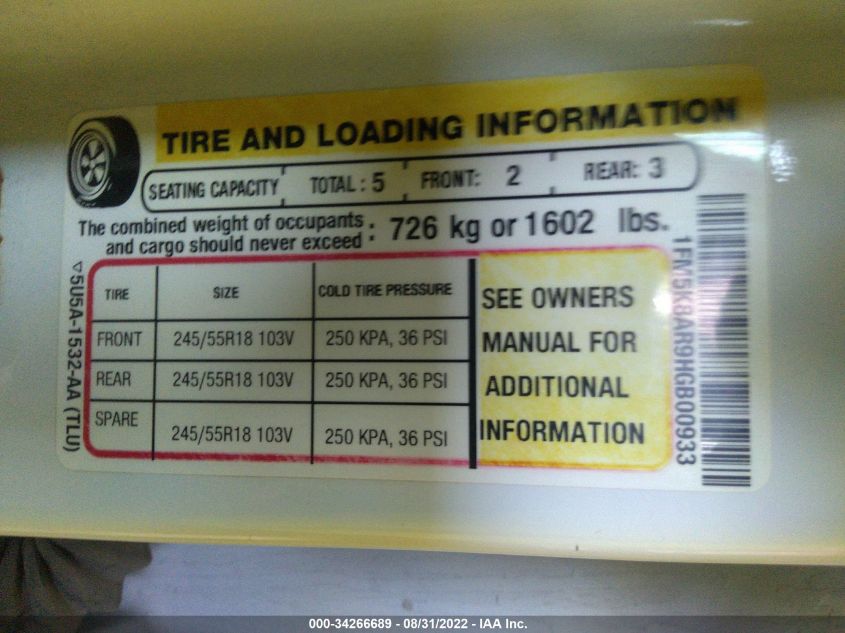 TIRE AND LOADING INFORMATION
SEATING CAPACITY TOTAL: 5 FRONT: 2 REAR: 3
The combined weight of occupants
and cargo should never exceed : 726 kg or 1602 lbs.
TIRE SIZE COLD TIRE PRESSURE
FRONT 245/55R18 103V 250 KPA, 36 PSI
REAR 245/55R18 103V 250 KPA, 36 PSI
SPARE 245/55R18 103V 250 KPA, 36 PSI
SEE OWNERS
MANUAL FOR
ADDITIONAL
INFORMATION
▽5U5A-1532-AA (TLU)
1FM5K8AR9HGB00933
000-34266689 - 08/31/2022 - IAA Inc.